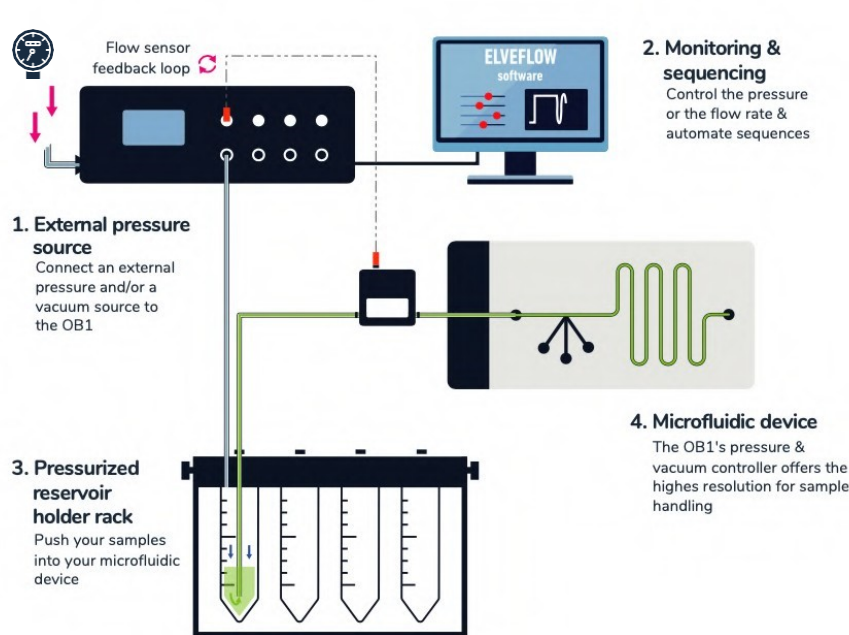 Flow sensor
feedback loop
ELVEFLOW
software
2. Monitoring &
sequencing
Control the pressure
or the flow rate &
automate sequences
1. External pressure
source
Connect an external
pressure and/or a
vacuum source to
the OB1
3. Pressurized
reservoir
holder rack
Push your samples
into your microfluidic
device
4. Microfluidic device
The OB1's pressure &
vacuum controller offers the
highes resolution for sample
handling